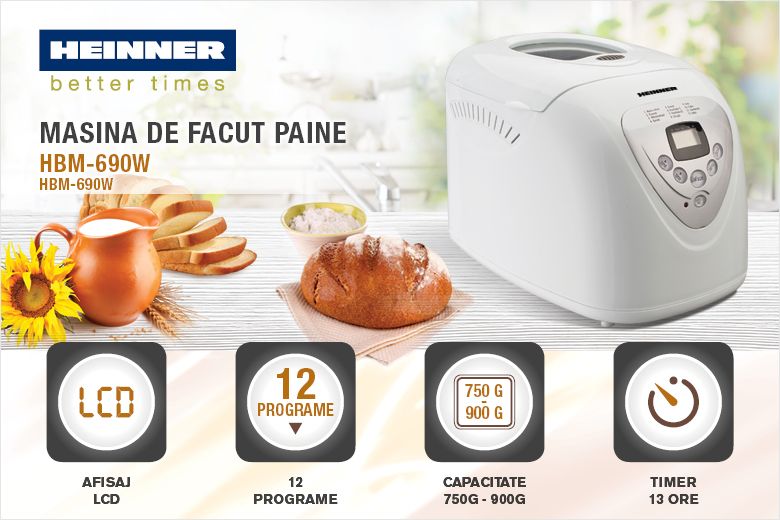 HEINNER
better times
MASINA DE FACUT PAINE
HBM-690W
HBM-690W
HEINNER
LCD
12
PROGRAME
750 G
-
900 G
AFISAJ
LCD
12
PROGRAME
CAPACITATE
750G - 900G
TIMER
13 ORE